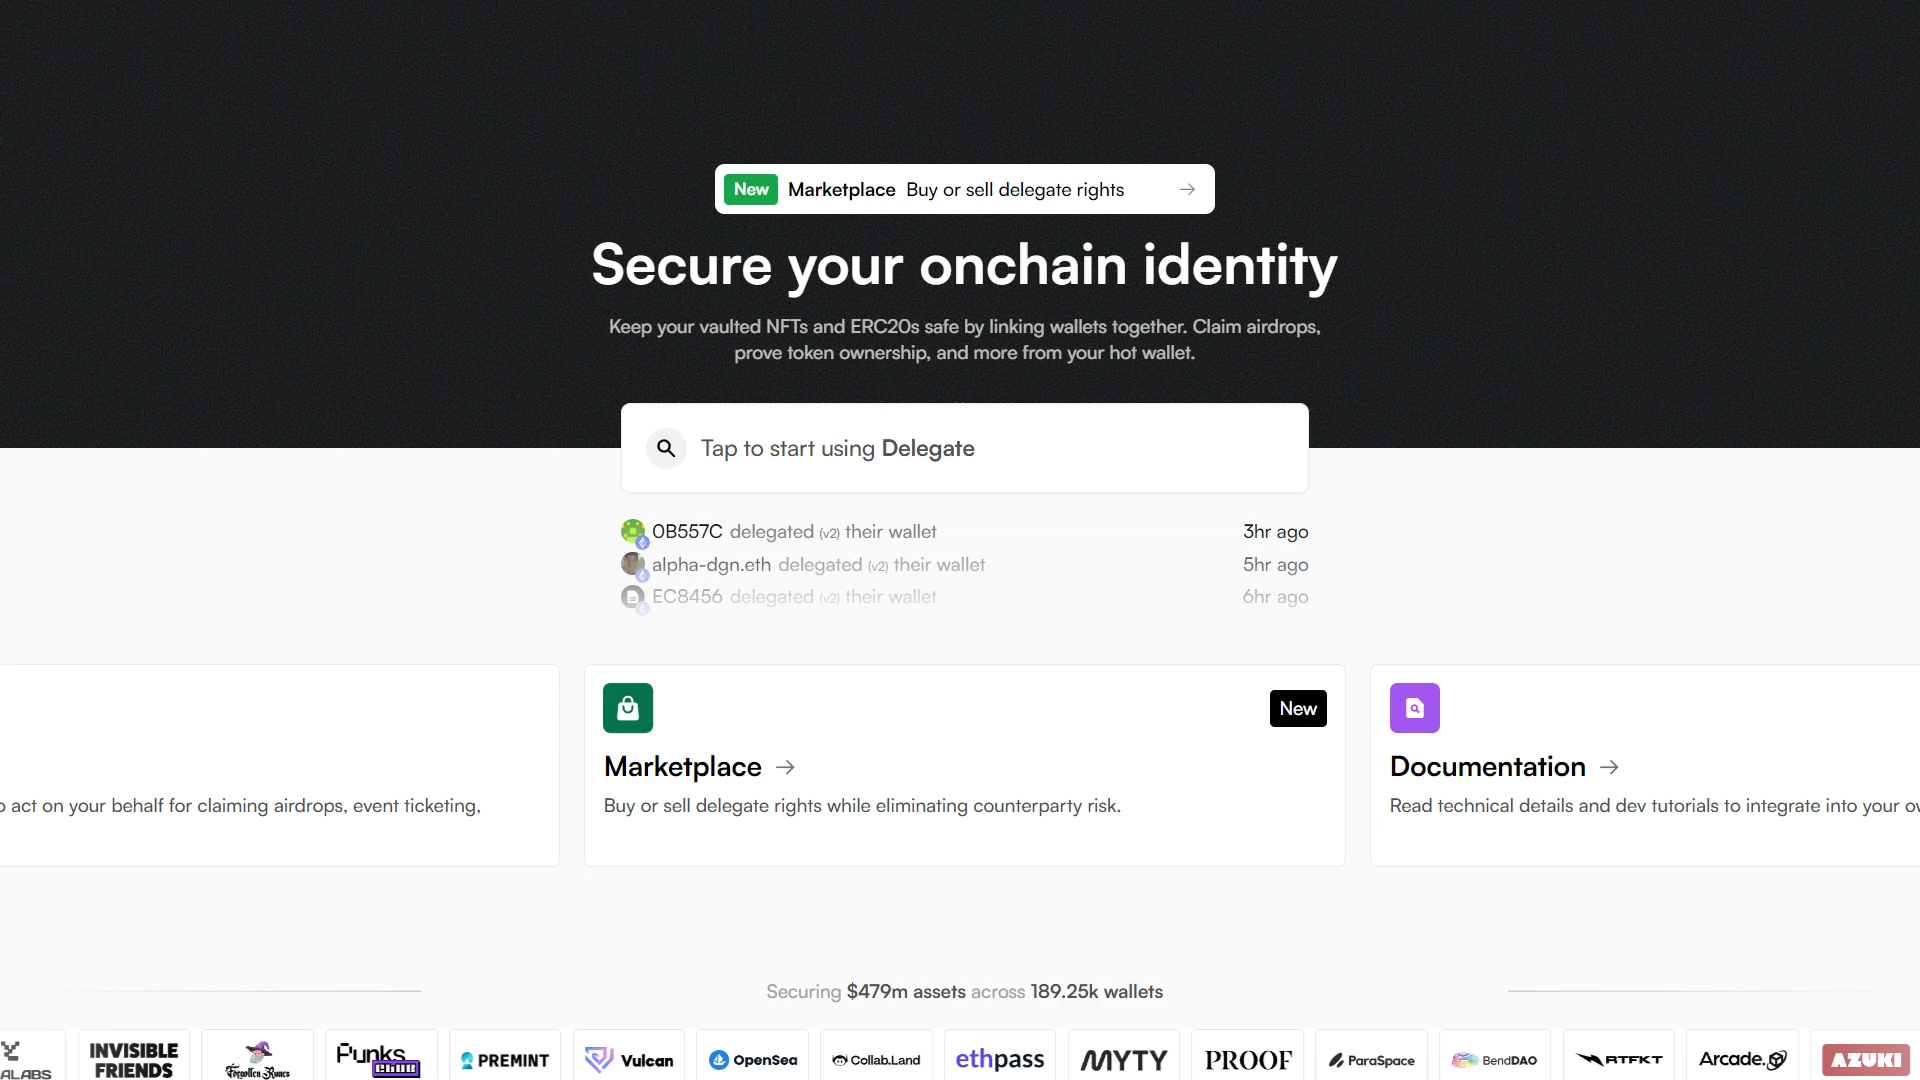 New Marketplace Buy or sell delegate rights
Secure your onchain identity
Keep your vaulted NFTs and ERC20s safe by linking wallets together. Claim airdrops,
prove token ownership, and more from your hot wallet.
Tap to start using Delegate
0B557C delegated (v2) their wallet 3hr ago
alpha-dgn.eth delegated (v2) their wallet 5hr ago
EC8456 delegated (v2) their wallet 6hr ago
New
Marketplace
Documentation
act on your behalf for claiming airdrops, event ticketing,
Buy or sell delegate rights while eliminating counterparty risk.
Read technical details and dev tutorials to integrate into your
Securing $479m assets across 189.25k wallets
ALABS
INVISIBLE
FRIENDS
Forgotten Runes
Punks
PREMINT
Vulcan
OpenSea
Collab.Land
ethpass
MYTY
PROOF
ParaSpace
BendDAO
RTFKT
Arcade.
AZUKI